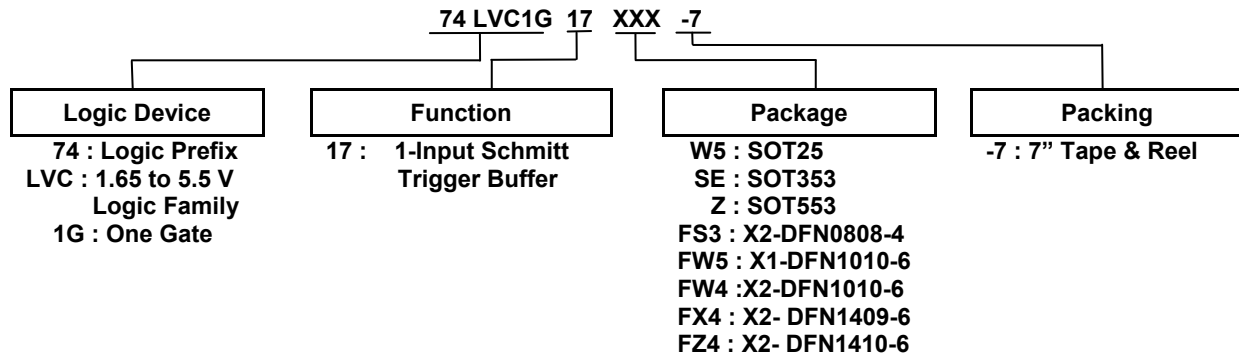 74 LVC1G 17 XXX -7
Logic Device
74 : Logic Prefix
LVC : 1.65 to 5.5 V
Logic Family
1G : One Gate
Function
17 : 1-Input Schmitt
Trigger Buffer
Package
W5 : SOT25
SE : SOT353
Z : SOT553
FS3 : X2-DFN0808-4
FW5 : X1-DFN1010-6
FW4 :X2-DFN1010-6
FX4 : X2- DFN1409-6
FZ4 : X2- DFN1410-6
Packing
-7 : 7” Tape & Reel